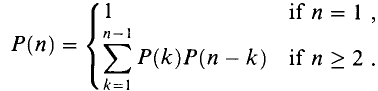 P(n) = { 1 if n = 1 ,
∑_{k=1}^{n−1} P(k)P(n − k) if n ≥ 2 .